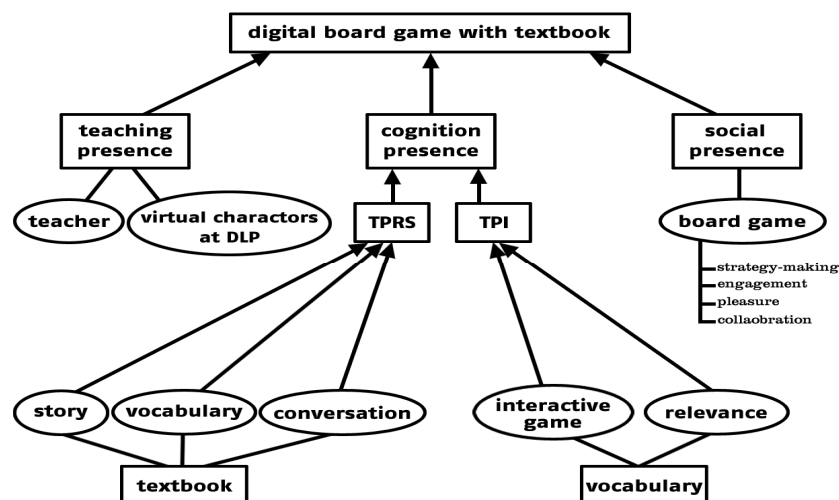 digital board game with textbook
teaching
presence
cognition
presence
social
presence
teacher
virtual charactors
at DLP
TPRS
TPI
board game
strategy-making
engagement
pleasure
collaobration
story
vocabulary
conversation
interactive
game
relevance
textbook
vocabulary